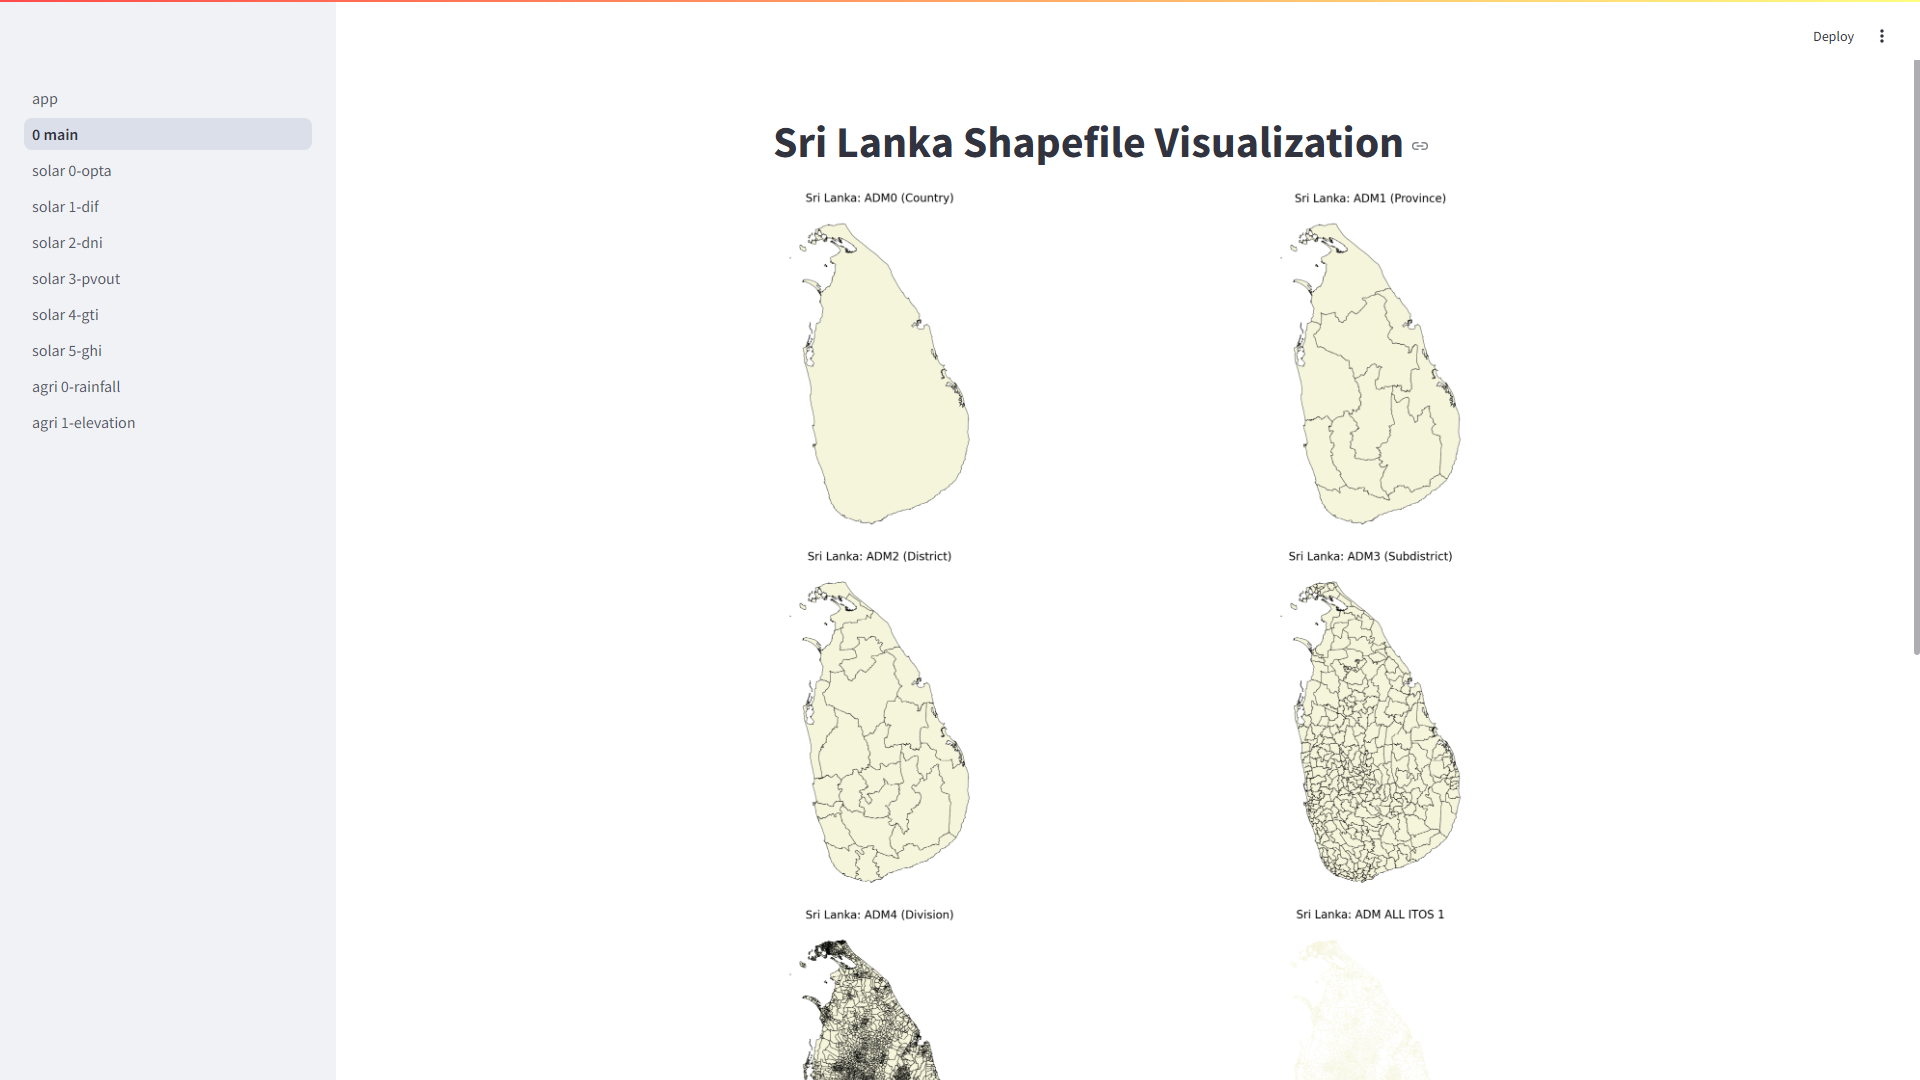 Deploy
app
0 main
solar 0-opta
solar 1-dif
solar 2-dni
solar 3-pvout
solar 4-gti
solar 5-ghi
agri 0-rainfall
agri 1-elevation
Sri Lanka Shapefile Visualization
Sri Lanka: ADM0 (Country)
Sri Lanka: ADM1 (Province)
Sri Lanka: ADM2 (District)
Sri Lanka: ADM3 (Subdistrict)
Sri Lanka: ADM4 (Division)
Sri Lanka: ADM ALL ITOS 1